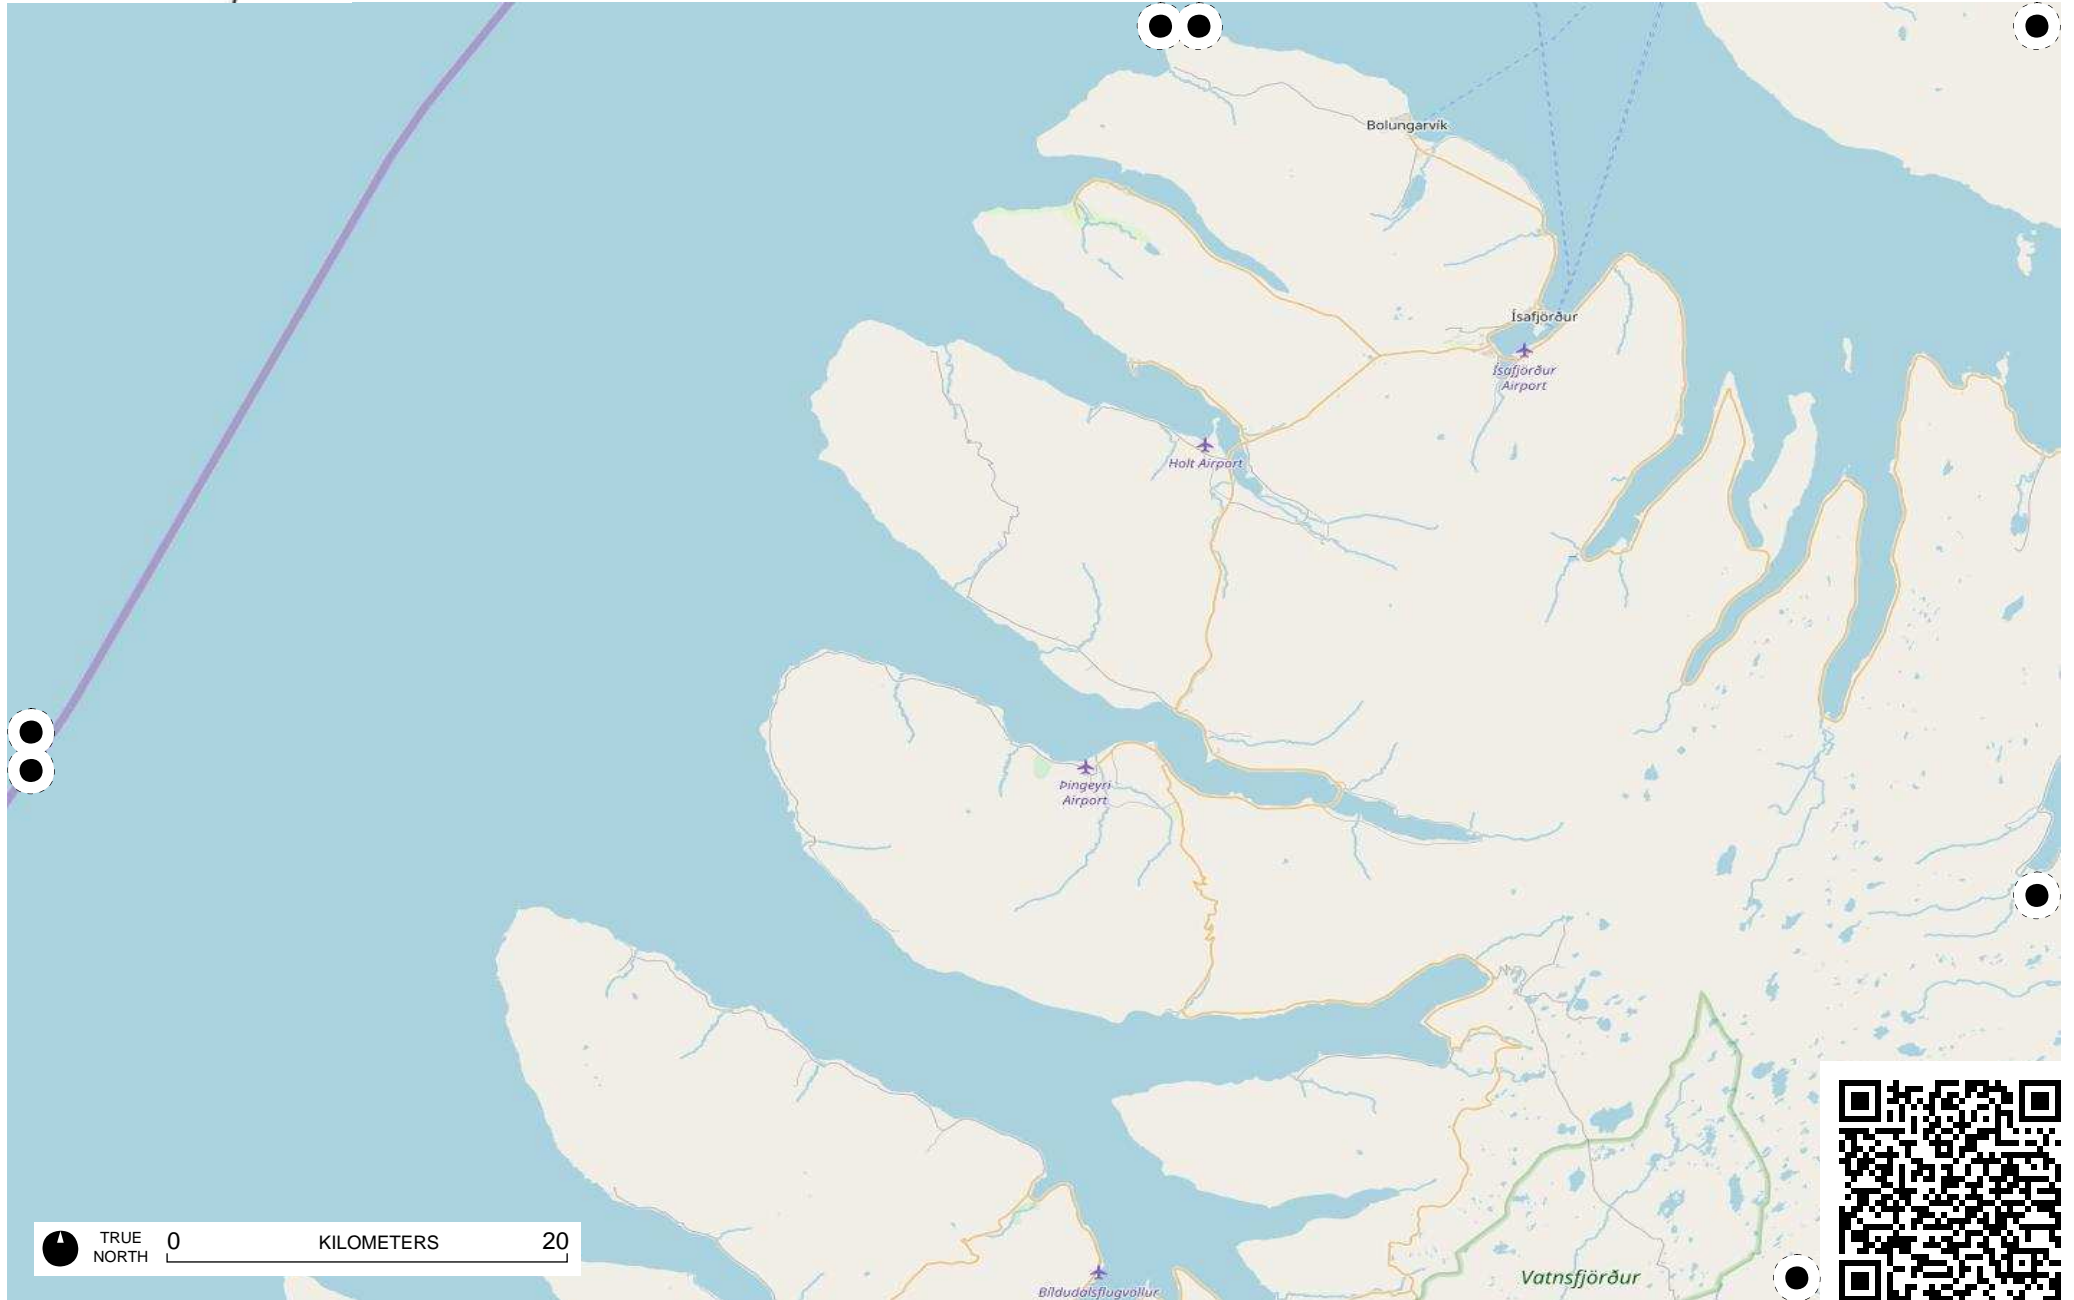 Bolungarvík
Ísafjörður
Ísafjörður
Airport
Holt Airport
Þingeyri
Airport
TRUE
NORTH
0
KILOMETERS
20
Bíldudalsflugvöllur
Vatnsfjörður